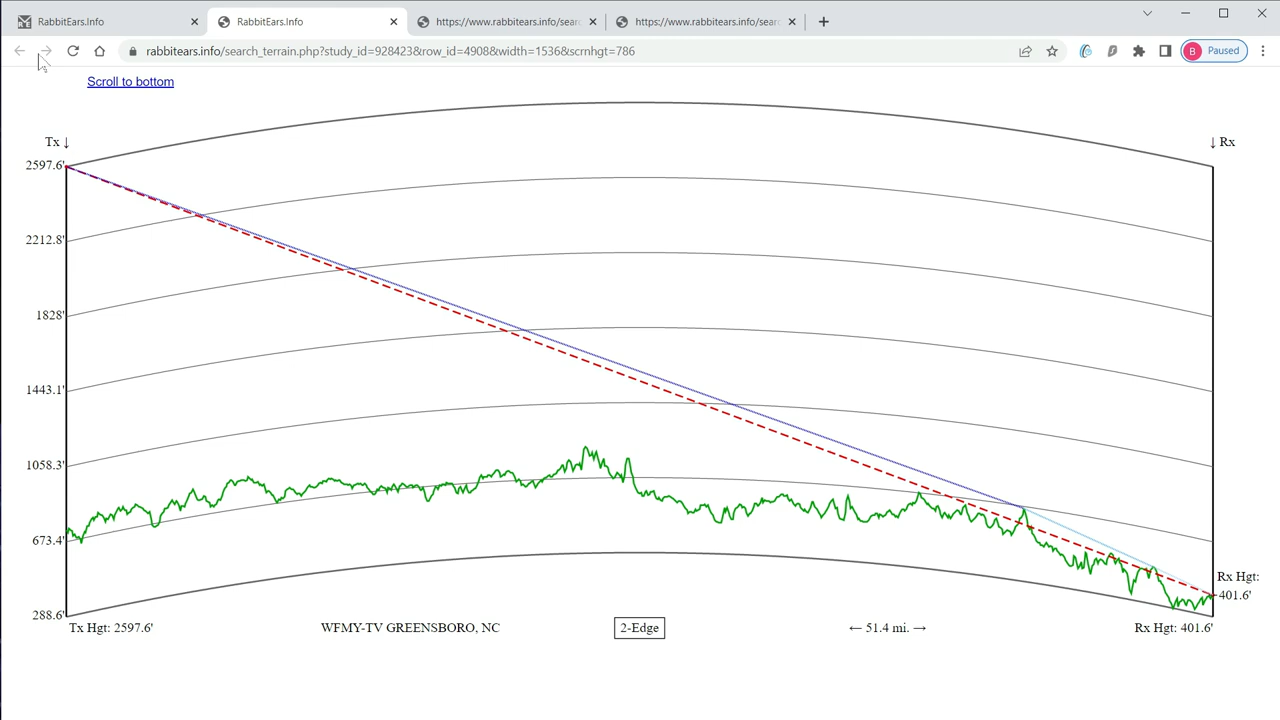 RabbitEars.Info
RabbitEars.Info
https://www.rabbitears.info/searc
https://www.rabbitears.info/searc
rabbitears.info/search_terrain.php?study_id=928423&row_id=49088&width=1536&scrnhgt=786
B Paused
Scroll to bottom
Tx ↓
↓ Rx
2597.6'
2212.8'
1828'
1443.1'
1058.3'
673.4'
288.6'
Rx Hgt:
401.6'
Tx Hgt: 2597.6'
WFMY-TV GREENSBORO, NC
2-Edge
← 51.4 mi. →
Rx Hgt: 401.6'